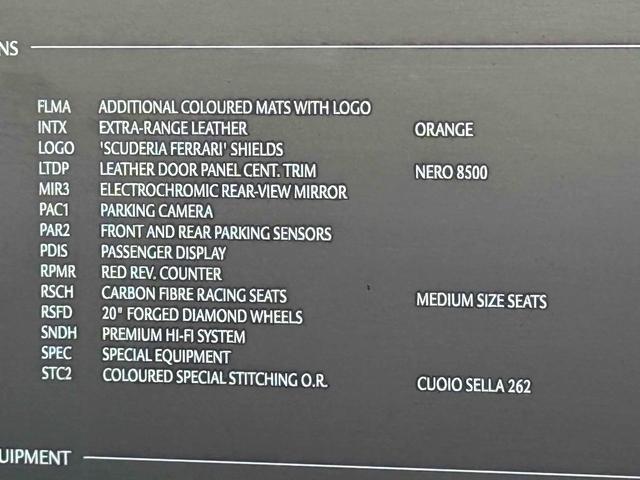 NS
FLMA ADDITIONAL COLOURED MATS WITH LOGO
INTX EXTRA-RANGE LEATHER ORANGE
LOGO 'SCUDERIA FERRARI' SHIELDS
LTDP LEATHER DOOR PANEL CENT. TRIM NERO 8500
MIR3 ELECTROCHROMIC REAR-VIEW MIRROR
PAC1 PARKING CAMERA
PAR2 FRONT AND REAR PARKING SENSORS
PDIS PASSENGER DISPLAY
RPMR RED REV. COUNTER
RSCH CARBON FIBRE RACING SEATS MEDIUM SIZE SEATS
RSFD 20" FORGED DIAMOND WHEELS
SNDH PREMIUM HI-FI SYSTEM
SPEC SPECIAL EQUIPMENT
STC2 COLOURED SPECIAL STITCHING O.R. CUOIO SELLA 262
UIPMENT